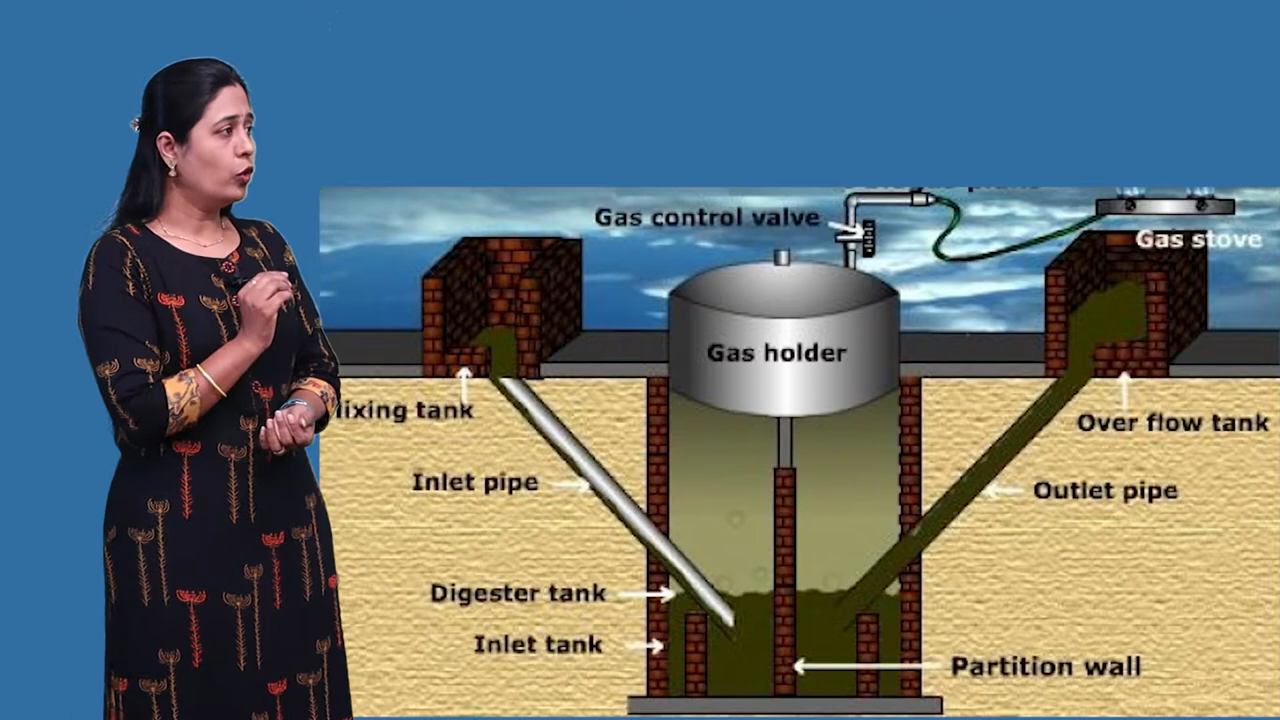 Gas control valve
Gas stove
Gas holder
tank
Over flow tank
Inlet pipe
Outlet pipe
Digester tank
Inlet tank
Partition wall